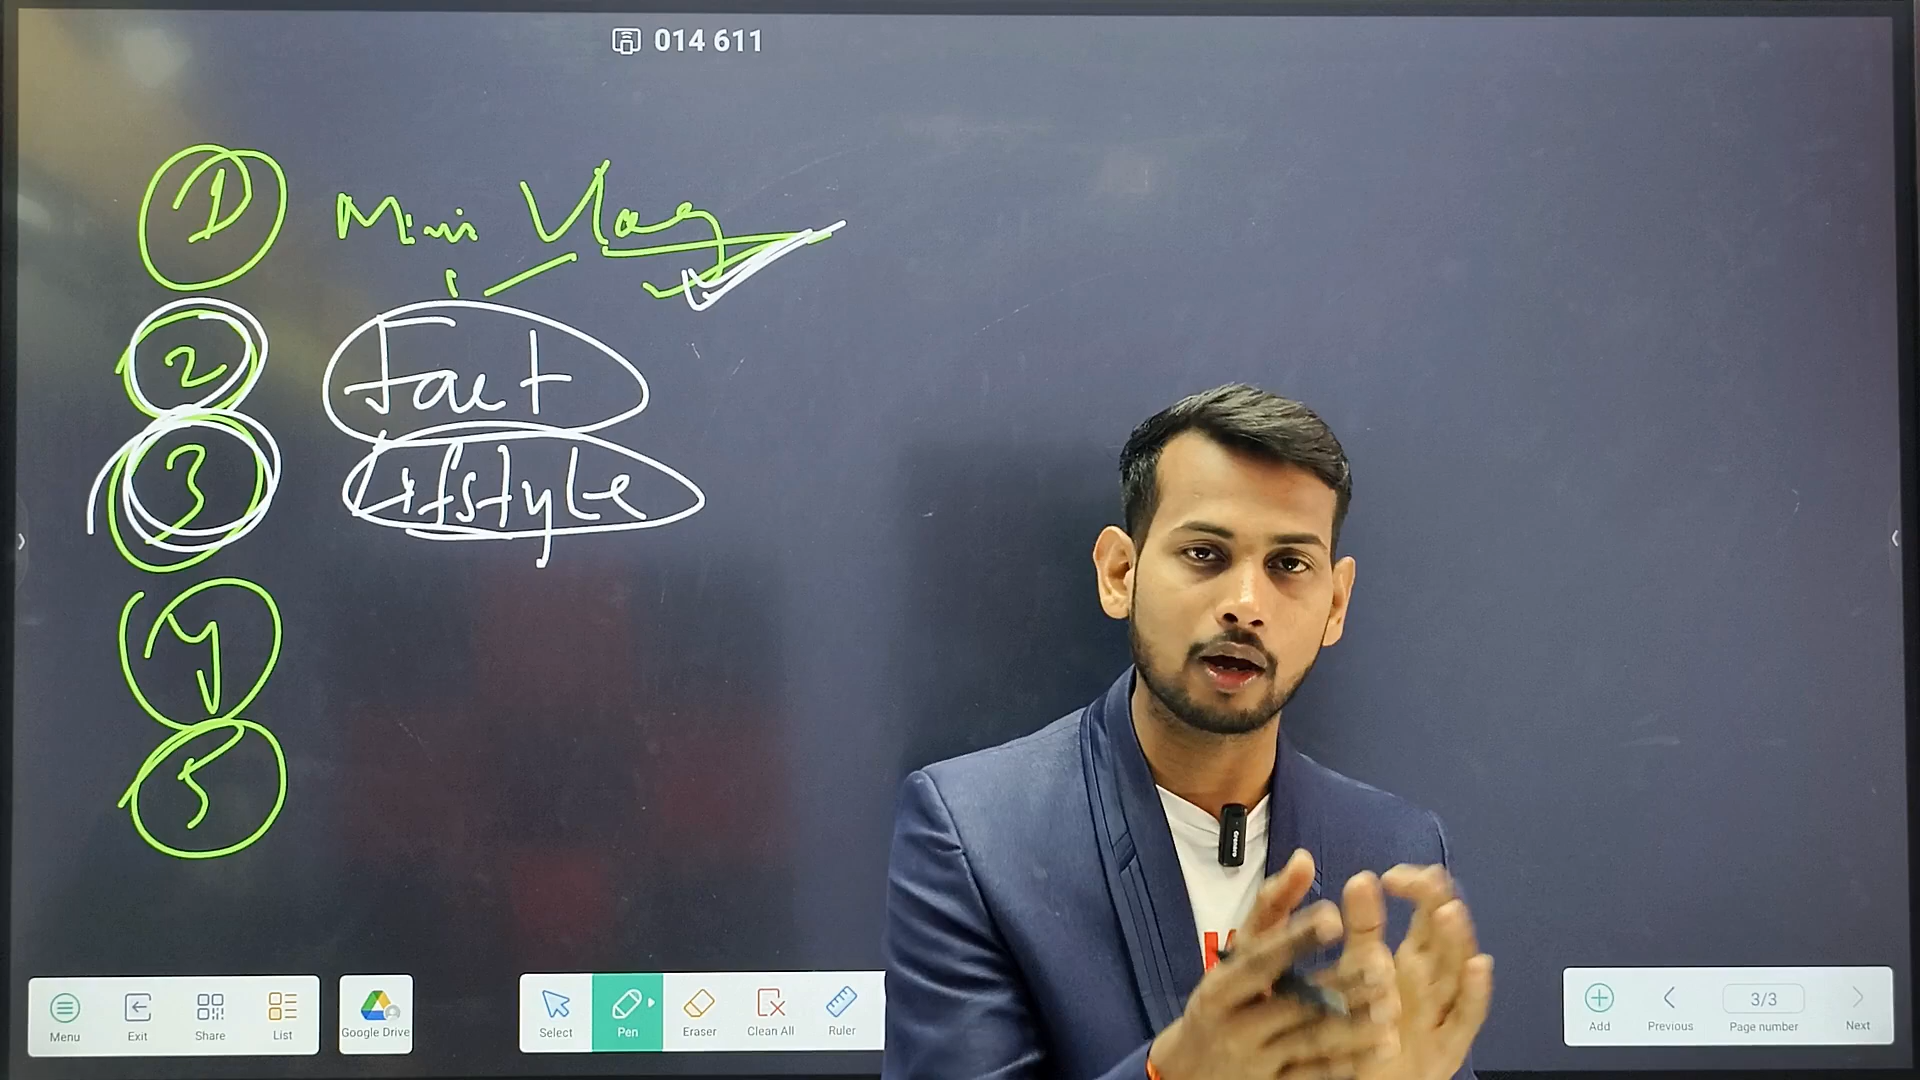 014 611
1 Mini Vlog
2 Fact
3 Lifstyle
4
5
Menu Exit Share List
Google Drive
Select Pen Eraser Clean All Ruler
Add Previous 3/3 Page number Next